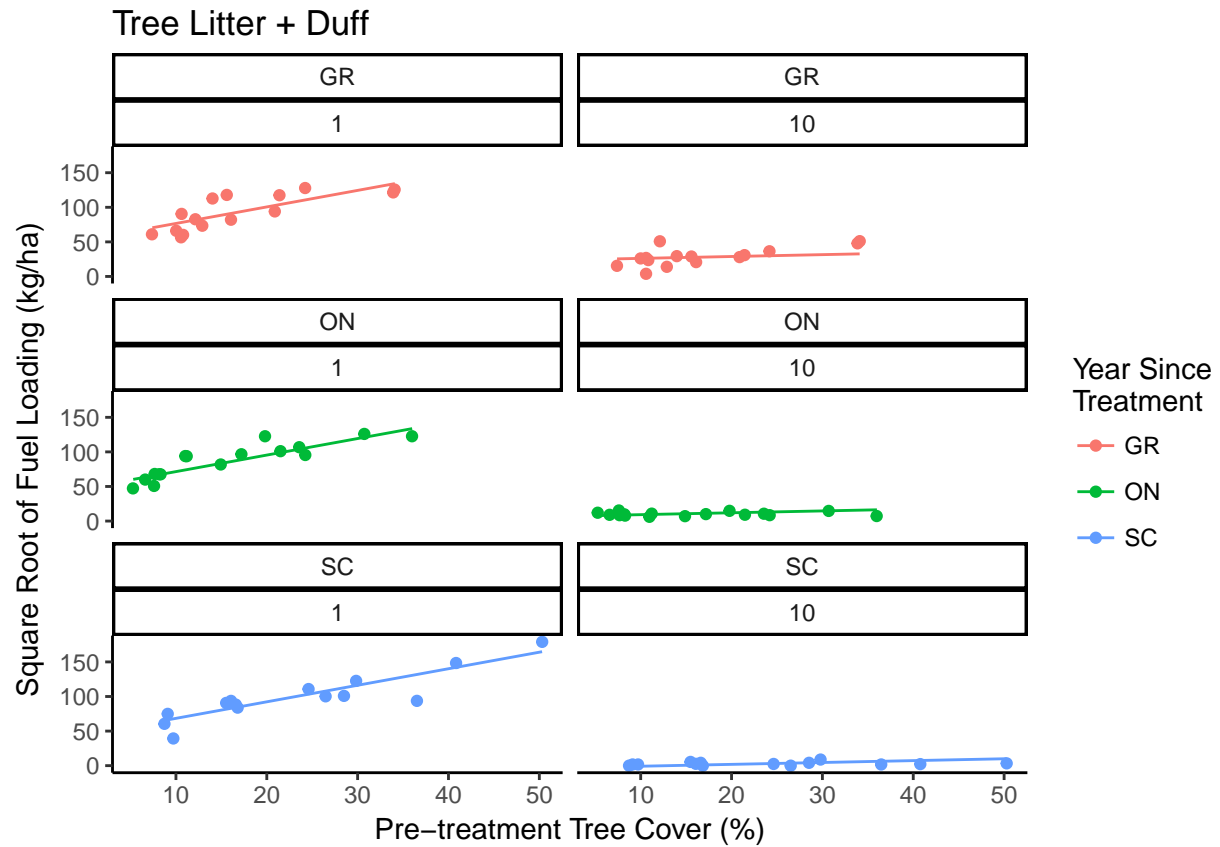 Tree Litter + Duff
GR
GR
1
10
150
100
50
0
ON
ON
1
10
150
100
50
0
SC
SC
1
10
150
100
50
0
10
20
30
40
50
10
20
30
40
50
Pre−treatment Tree Cover (%)
Square Root of Fuel Loading (kg/ha)
Year Since
Treatment
GR
ON
SC